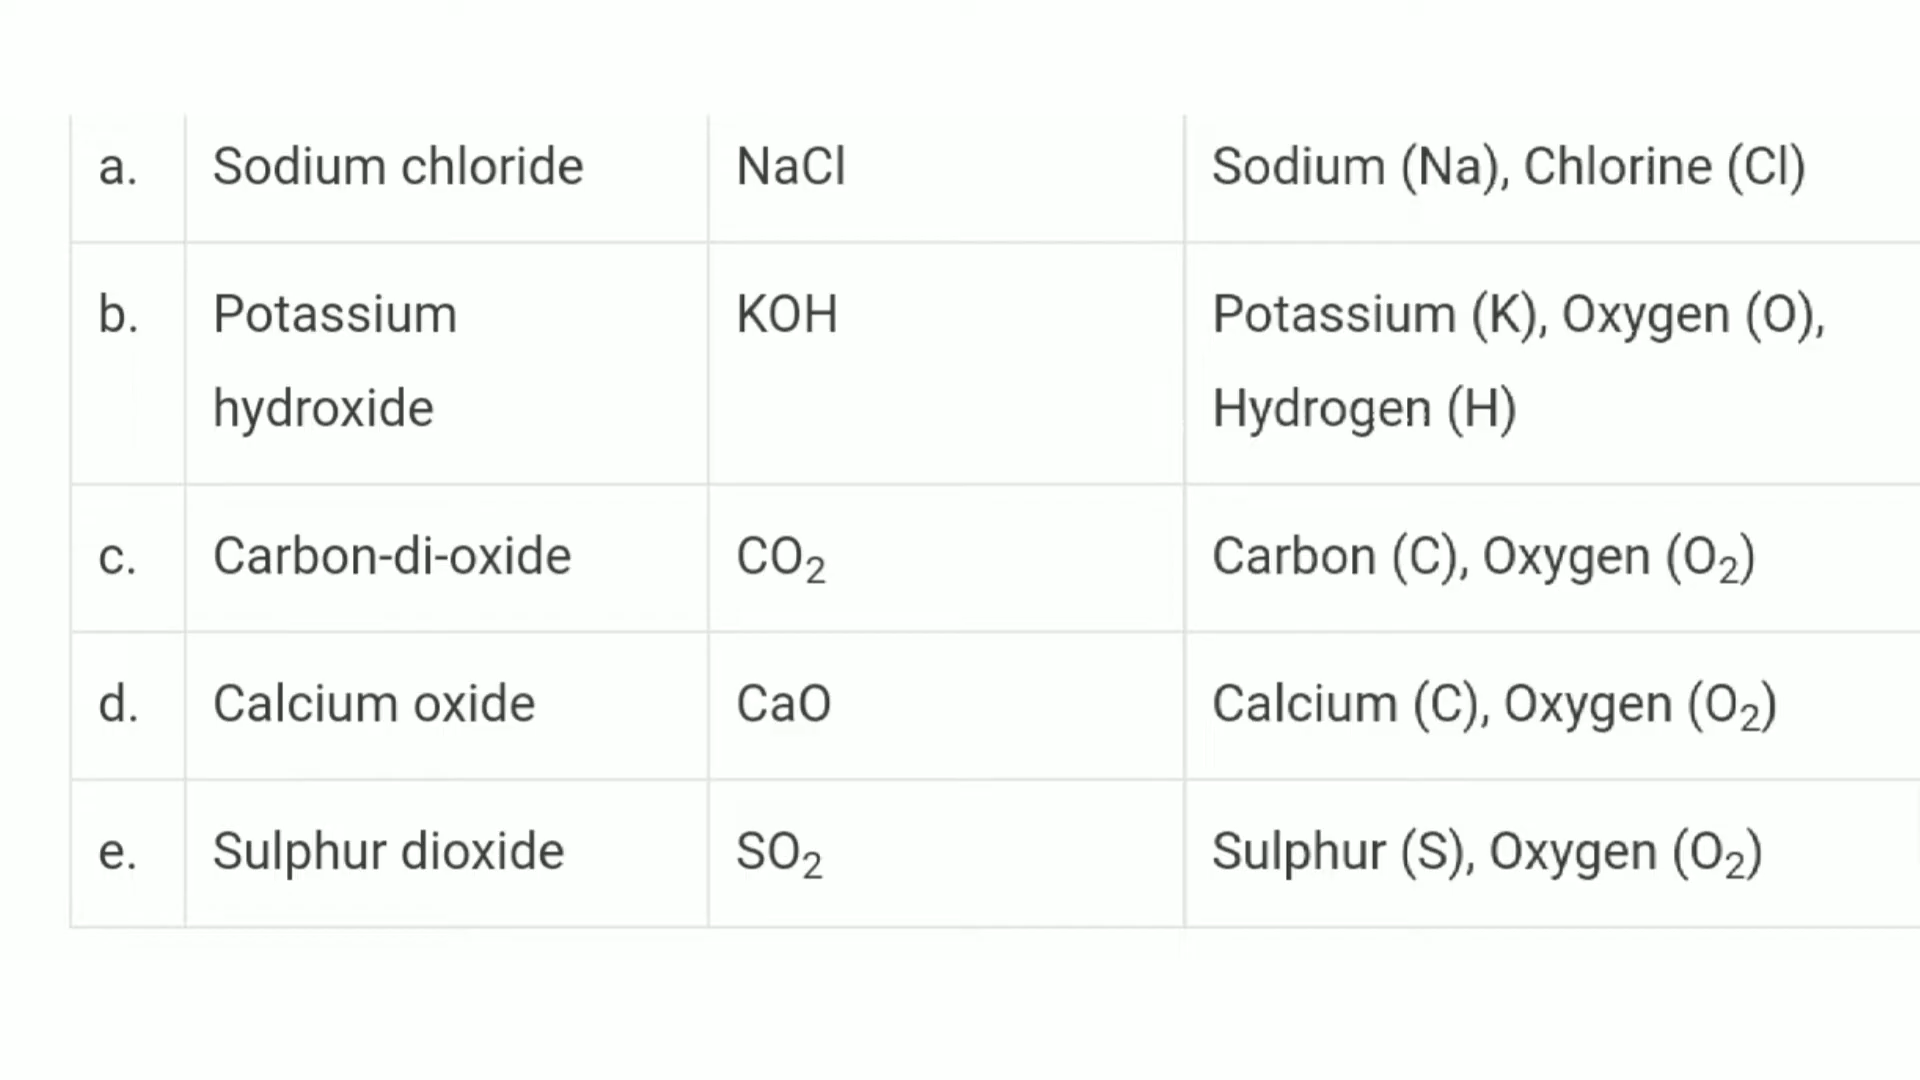 a. Sodium chloride NaCl Sodium (Na), Chlorine (Cl)
b. Potassium KOH Potassium (K), Oxygen (O),
hydroxide Hydrogen (H)
c. Carbon-di-oxide CO₂ Carbon (C), Oxygen (O₂)
d. Calcium oxide CaO Calcium (C), Oxygen (O₂)
e. Sulphur dioxide SO₂ Sulphur (S), Oxygen (O₂)